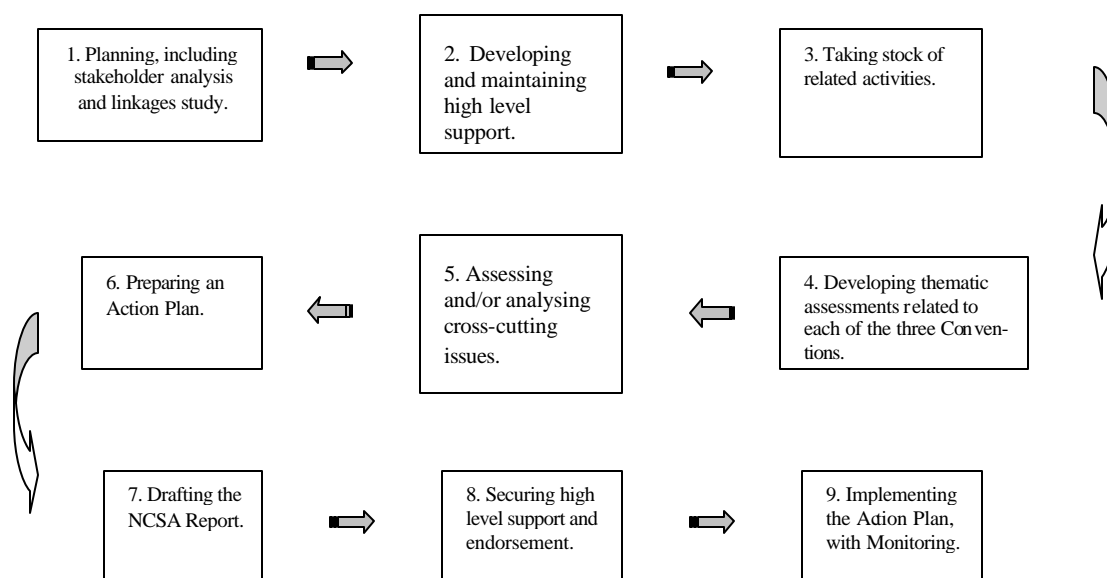 1. Planning, including
stakeholder analysis
and linkages study.
2. Developing
and maintaining
high level
support.
3. Taking stock of
related activities.
4. Developing thematic
assessments related to
each of the three Conven-
tions.
5. Assessing
and/or analysing
cross-cutting
issues.
6. Preparing an
Action Plan.
7. Drafting the
NCSA Report.
8. Securing high
level support and
endorsement.
9. Implementing
the Action Plan,
with Monitoring.